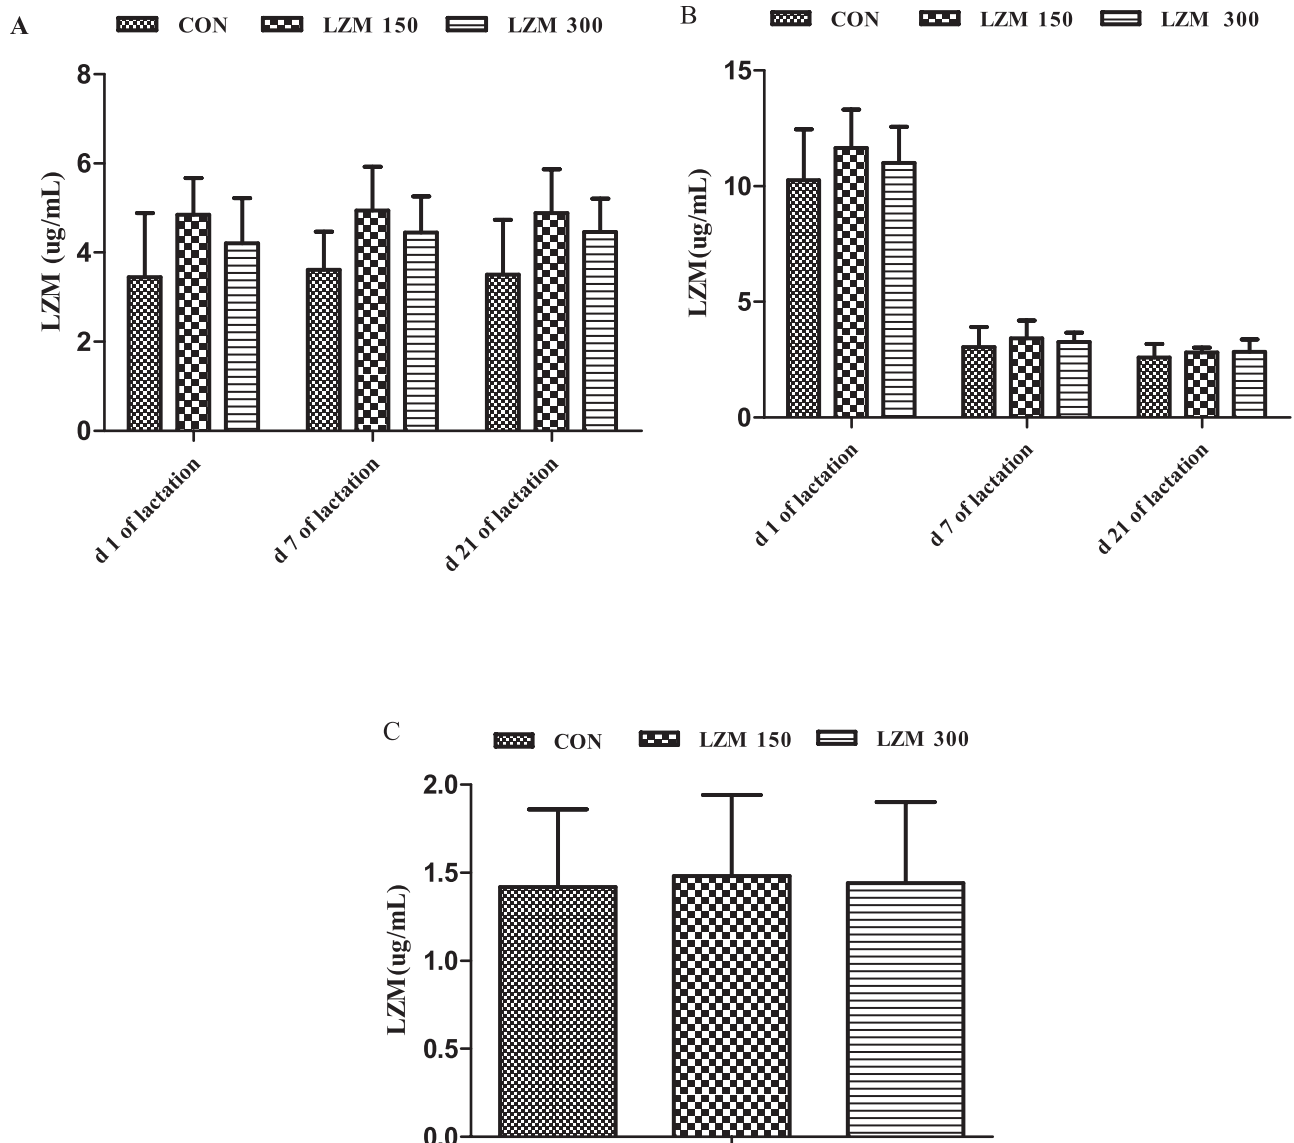 A
CON LZM 150 LZM 300
8
6
4
2
0
LZM (ug/mL)
d 1 of lactation
d 7 of lactation
d 21 of lactation
B
CON LZM 150 LZM 300
15
10
5
0
LZM(ug/mL)
d 1 of lactation
d 7 of lactation
d 21 of lactation
C
CON LZM 150 LZM 300
2.0
1.5
1.0
0.5
0.0
LZM(ug/mL)